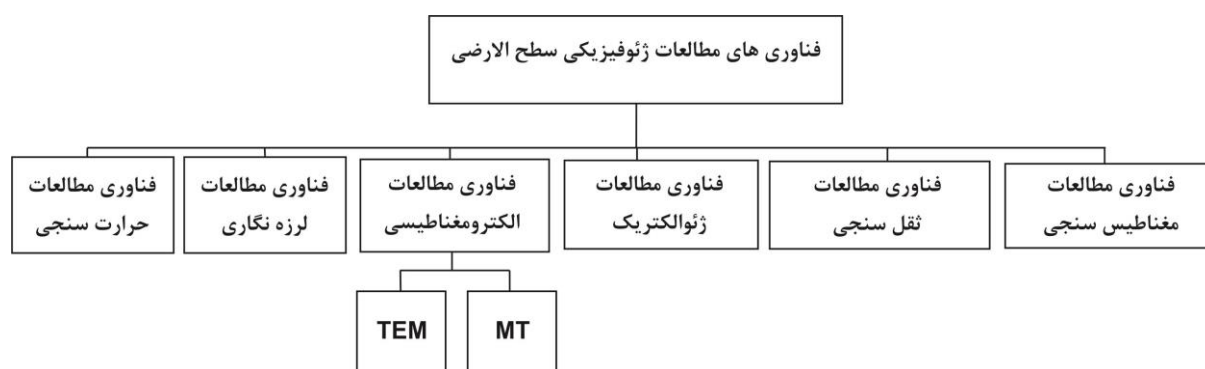 فناوری های مطالعات ژئوفیزیکی سطح الارضی
فناوری مطالعات
مغناطیس سنجی
فناوری مطالعات
ثقل سنجی
فناوری مطالعات
ژئوالکتریک
فناوری مطالعات
الکترومغناطیسی
فناوری مطالعات
لرزه نگاری
فناوری مطالعات
حرارت سنجی
MT
TEM